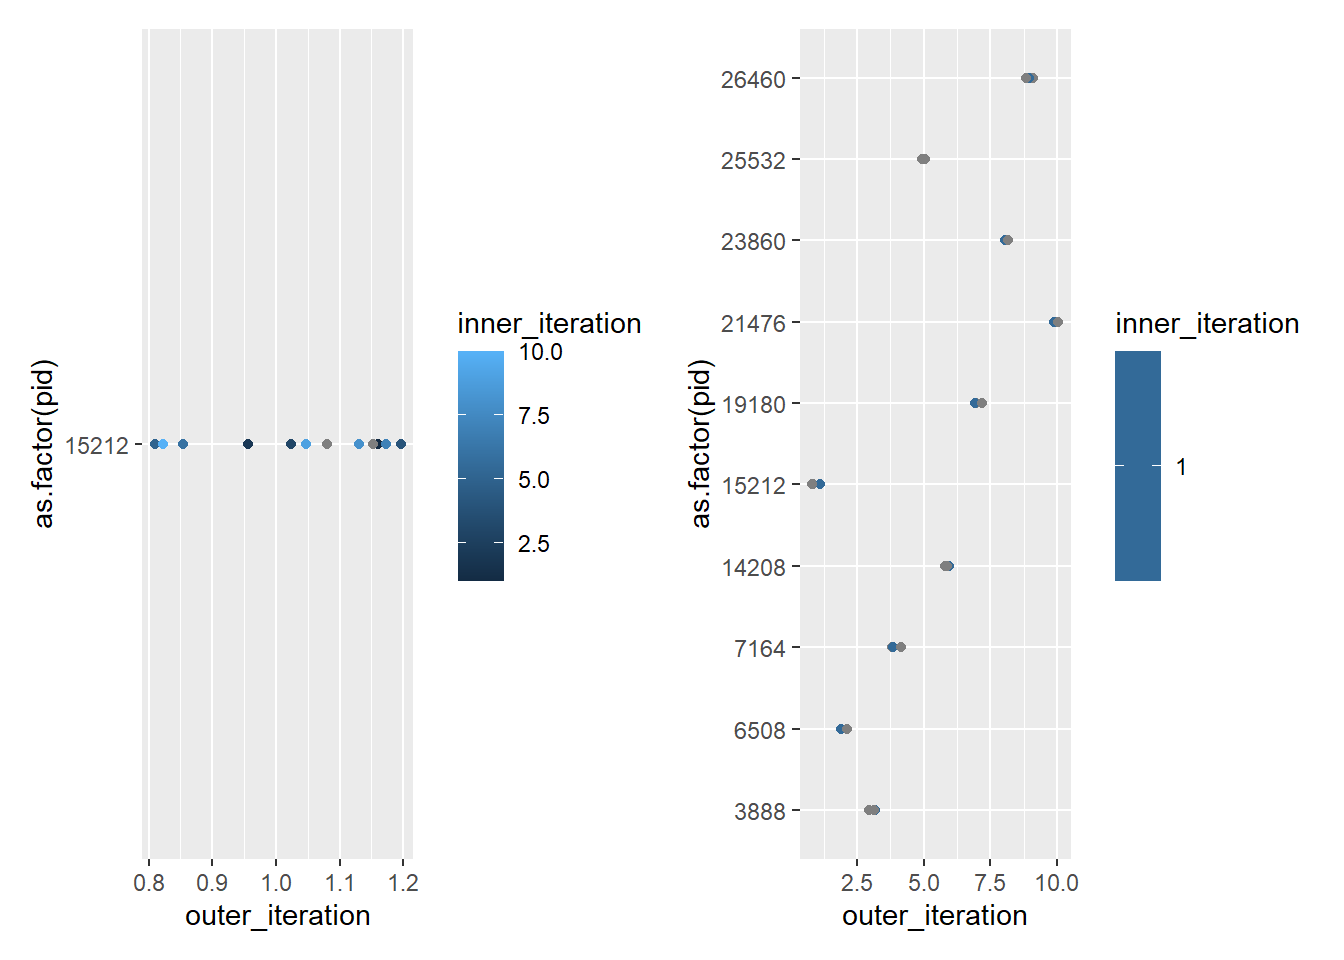 as.factor(pid)
15212
0.8 0.9 1.0 1.1 1.2
outer_iteration
inner_iteration
10.0
7.5
5.0
2.5
as.factor(pid)
26460
25532
23860
21476
19180
15212
14208
7164
6508
3888
2.5 5.0 7.5 10.0
outer_iteration
inner_iteration
1